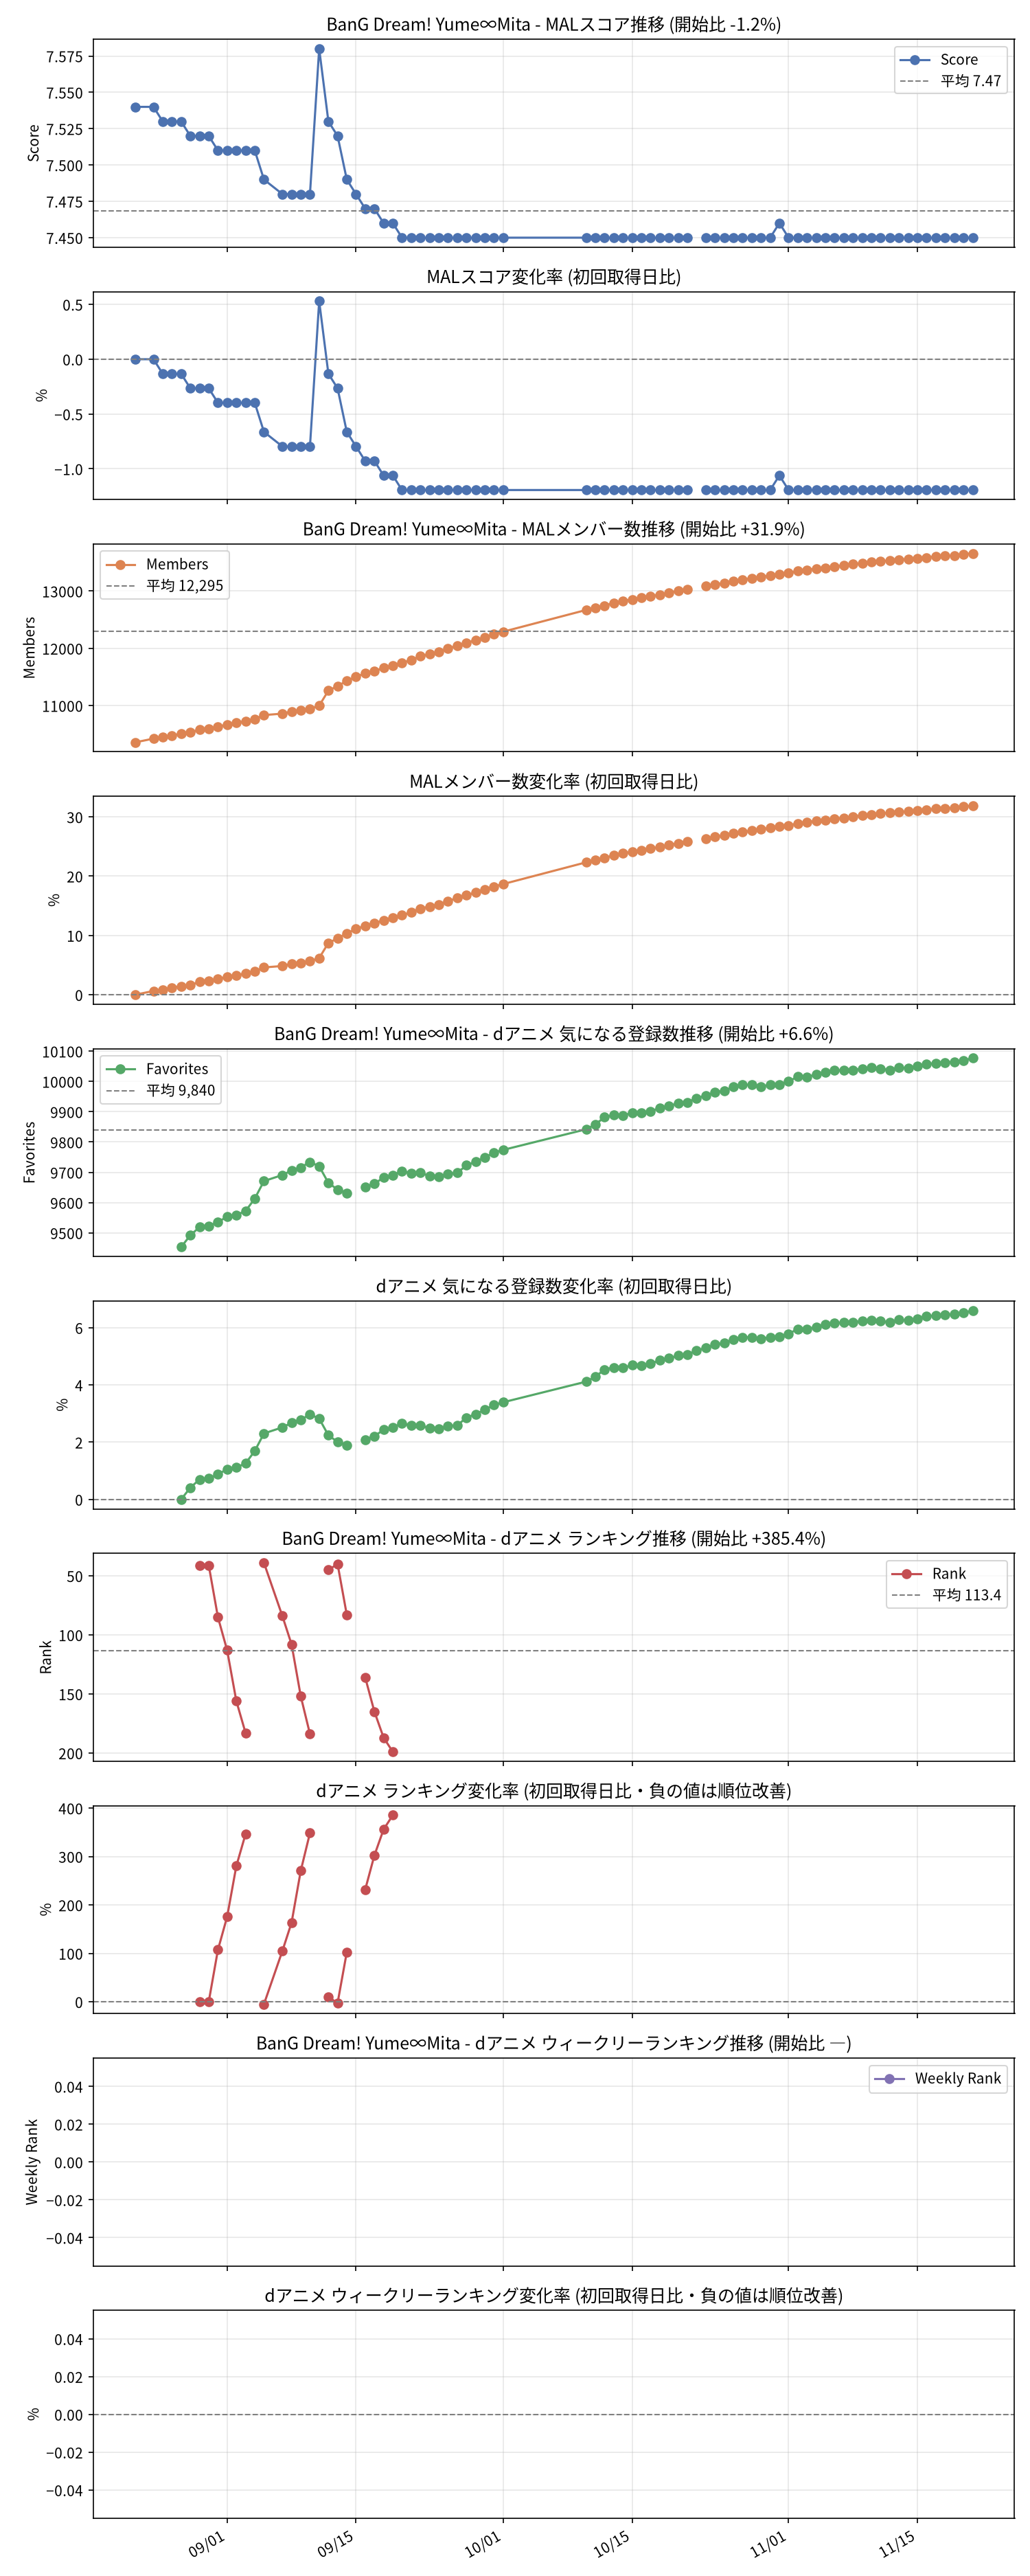 BanG Dream! Yume∞Mita - MALスコア推移 (開始比 -1.2%)
Score
7.575
7.550
7.525
7.500
7.475
7.450
Score
平均 7.47
MALスコア変化率 (初回取得日比)
%
0.5
0.0
−0.5
−1.0
BanG Dream! Yume∞Mita - MALメンバー数推移 (開始比 +31.9%)
Members
13000
12000
11000
Members
平均 12,295
MALメンバー数変化率 (初回取得日比)
%
30
20
10
0
BanG Dream! Yume∞Mita - dアニメ 気になる登録数推移 (開始比 +6.6%)
Favorites
10100
10000
9900
9800
9700
9600
9500
Favorites
平均 9,840
dアニメ 気になる登録数変化率 (初回取得日比)
%
6
4
2
0
BanG Dream! Yume∞Mita - dアニメ ランキング推移 (開始比 +385.4%)
Rank
50
100
150
200
Rank
平均 113.4
dアニメ ランキング変化率 (初回取得日比・負の値は順位改善)
%
400
300
200
100
0
BanG Dream! Yume∞Mita - dアニメ ウィークリーランキング推移 (開始比 —)
Weekly Rank
0.04
0.02
0.00
−0.02
−0.04
Weekly Rank
dアニメ ウィークリーランキング変化率 (初回取得日比・負の値は順位改善)
%
0.04
0.02
0.00
−0.02
−0.04
09/01
09/15
10/01
10/15
11/01
11/15